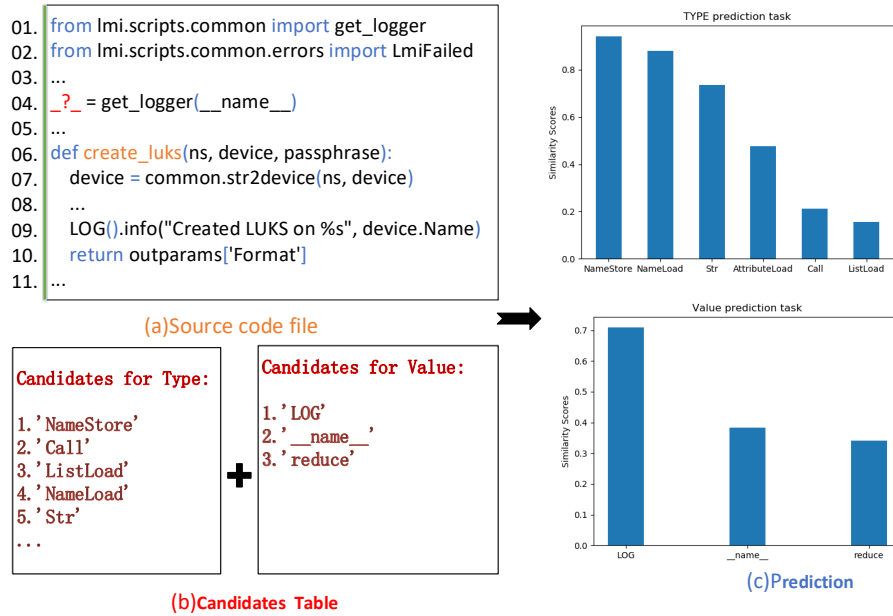 01. from lmi.scripts.common import get_logger
02. from lmi.scripts.common.errors import LmiFailed
03. ...
04. _?_ = get_logger(__name__)
05. ...
06. def create_luks(ns, device, passphrase):
07. device = common.str2device(ns, device)
08. ...
09. LOG().info("Created LUKS on %s", device.Name)
10. return outparams['Format']
11. ...
(a)Source code file
Candidates for Type:
1.'NameStore'
2.'Call'
3.'ListLoad'
4.'NameLoad'
5.'Str'
...
+
Candidates for Value:
1.'LOG'
2.'__name__'
3.'reduce'
(b)Candidates Table
TYPE prediction task
Similarity Scores
0.8
0.6
0.4
0.2
0.0
NameStore NameLoad Str AttributeLoad Call ListLoad
Value prediction task
Similarity Scores
0.7
0.6
0.5
0.4
0.3
0.2
0.1
0.0
LOG __name__ reduce
(c)Prediction